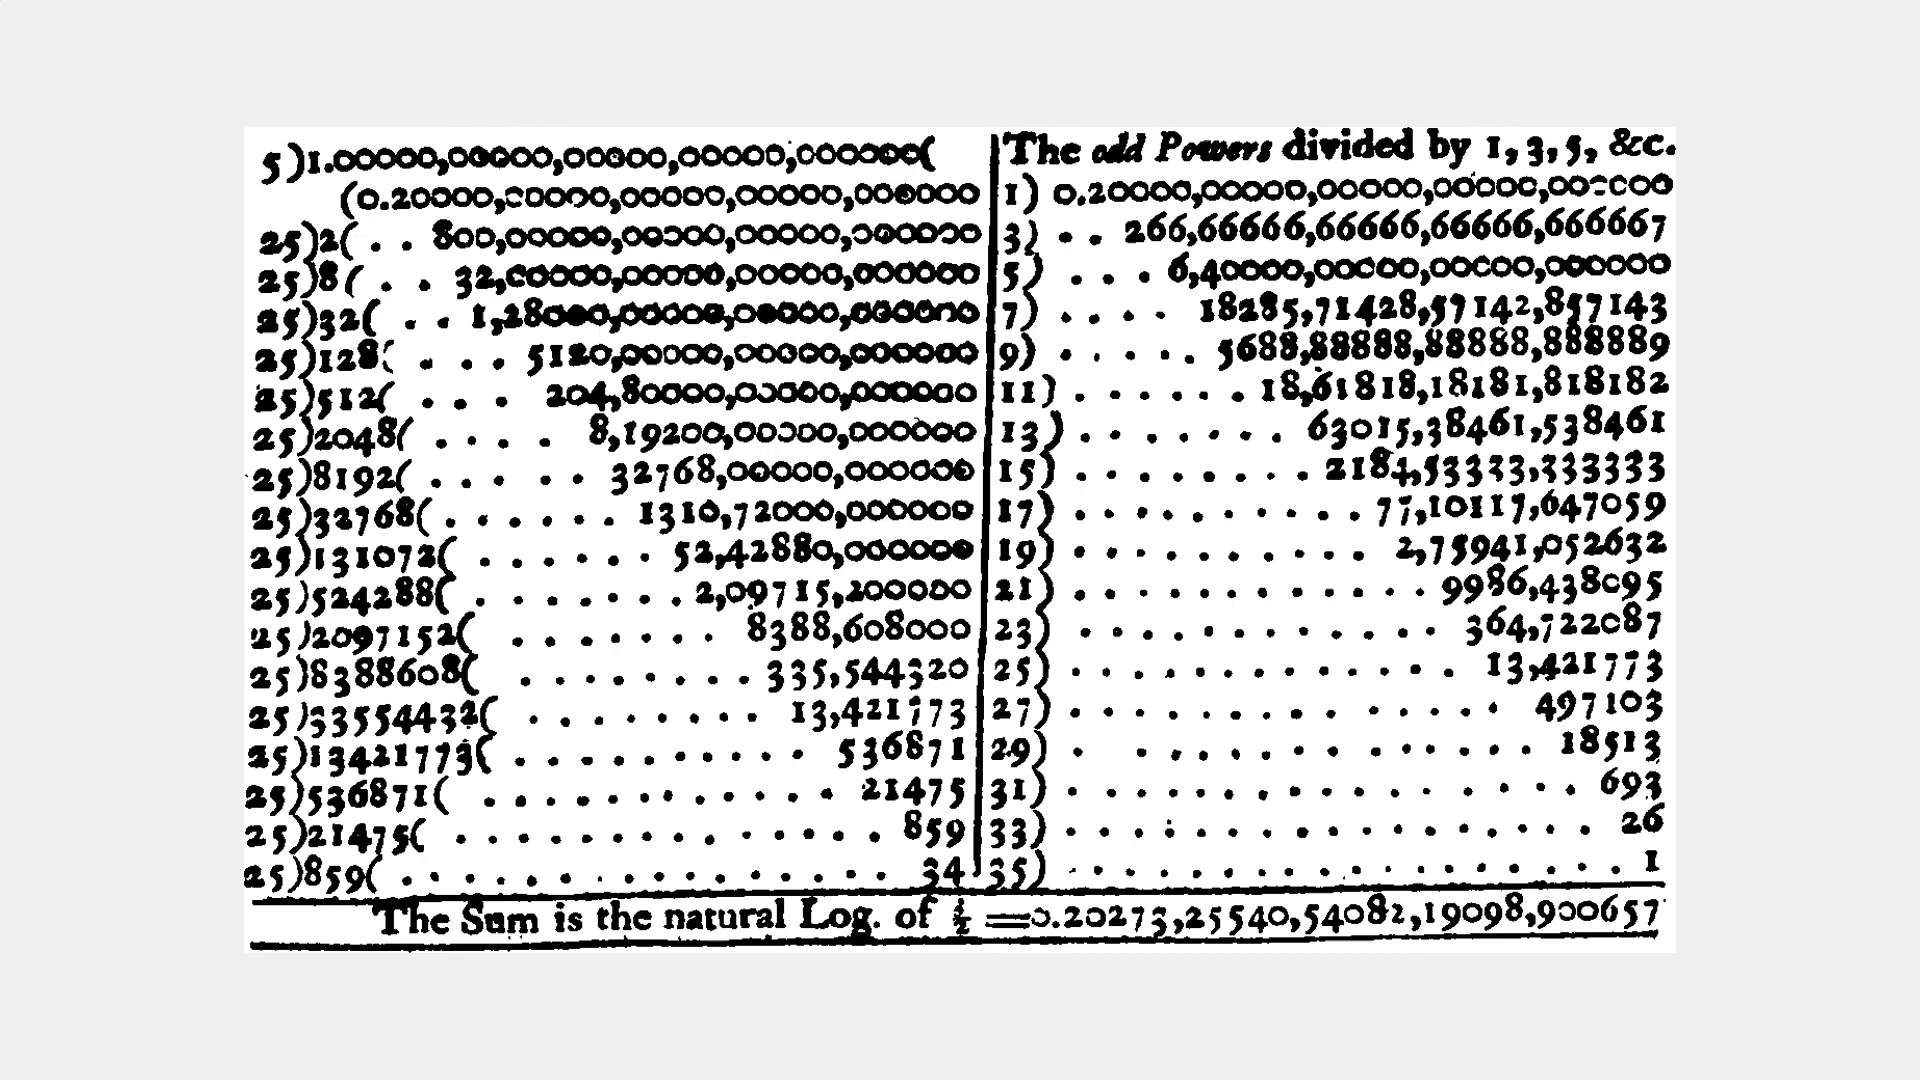 5)1.00000,00000,00000,00000,000000(
(0.20000,00000,00000,00000,000000
25)2( . . 800,00000,00000,00000,000000
25)8( . . 32,00000,00000,00000,000000
25)32( . . 1,28000,00000,00000,000000
25)128( . . . 5120,00000,00000,000000
25)512( . . . 204,80000,00000,000000
25)2048( . . . . 8,19200,00000,000000
25)8192( . . . . . 32768,00000,000000
25)32768( . . . . . . 1310,72000,000000
25)131072( . . . . . . 52,42880,000000
25)524288( . . . . . . . 2,09715,200000
25)2097152( . . . . . . . 8388,608000
25)8388608( . . . . . . . . 335,544320
25)33554432( . . . . . . . . 13,421773
25)13421773( . . . . . . . . . . 536871
25)536871( . . . . . . . . . . . . 21475
25)21475( . . . . . . . . . . . . . . 859
25)859( . . . . . . . . . . . . . . . . 34
The odd Powers divided by 1, 3, 5, &c.
1) 0.20000,00000,00000,00000,000000
3) . . 266,66666,66666,66666,666667
5) . . . 6,40000,00000,00000,000000
7) . . . . 18285,71428,57142,857143
9) . . . . . 5688,88888,88888,888889
11) . . . . . . 18,61818,18181,818182
13) . . . . . . . 63015,38461,538461
15) . . . . . . . . 2184,53333,333333
17) . . . . . . . . . . 77,10117,647059
19) . . . . . . . . . . 2,75941,052632
21) . . . . . . . . . . . . 9986,438095
23) . . . . . . . . . . . . . 364,722087
25) . . . . . . . . . . . . . 13,421773
27) . . . . . . . . . . . . . . 497103
29) . . . . . . . . . . . . . . 18513
31) . . . . . . . . . . . . . . . . 693
33) . . . . . . . . . . . . . . . . . 26
35) . . . . . . . . . . . . . . . . . . 1
The Sum is the natural Log. of ½ =0.20273,25540,54082,19098,900657